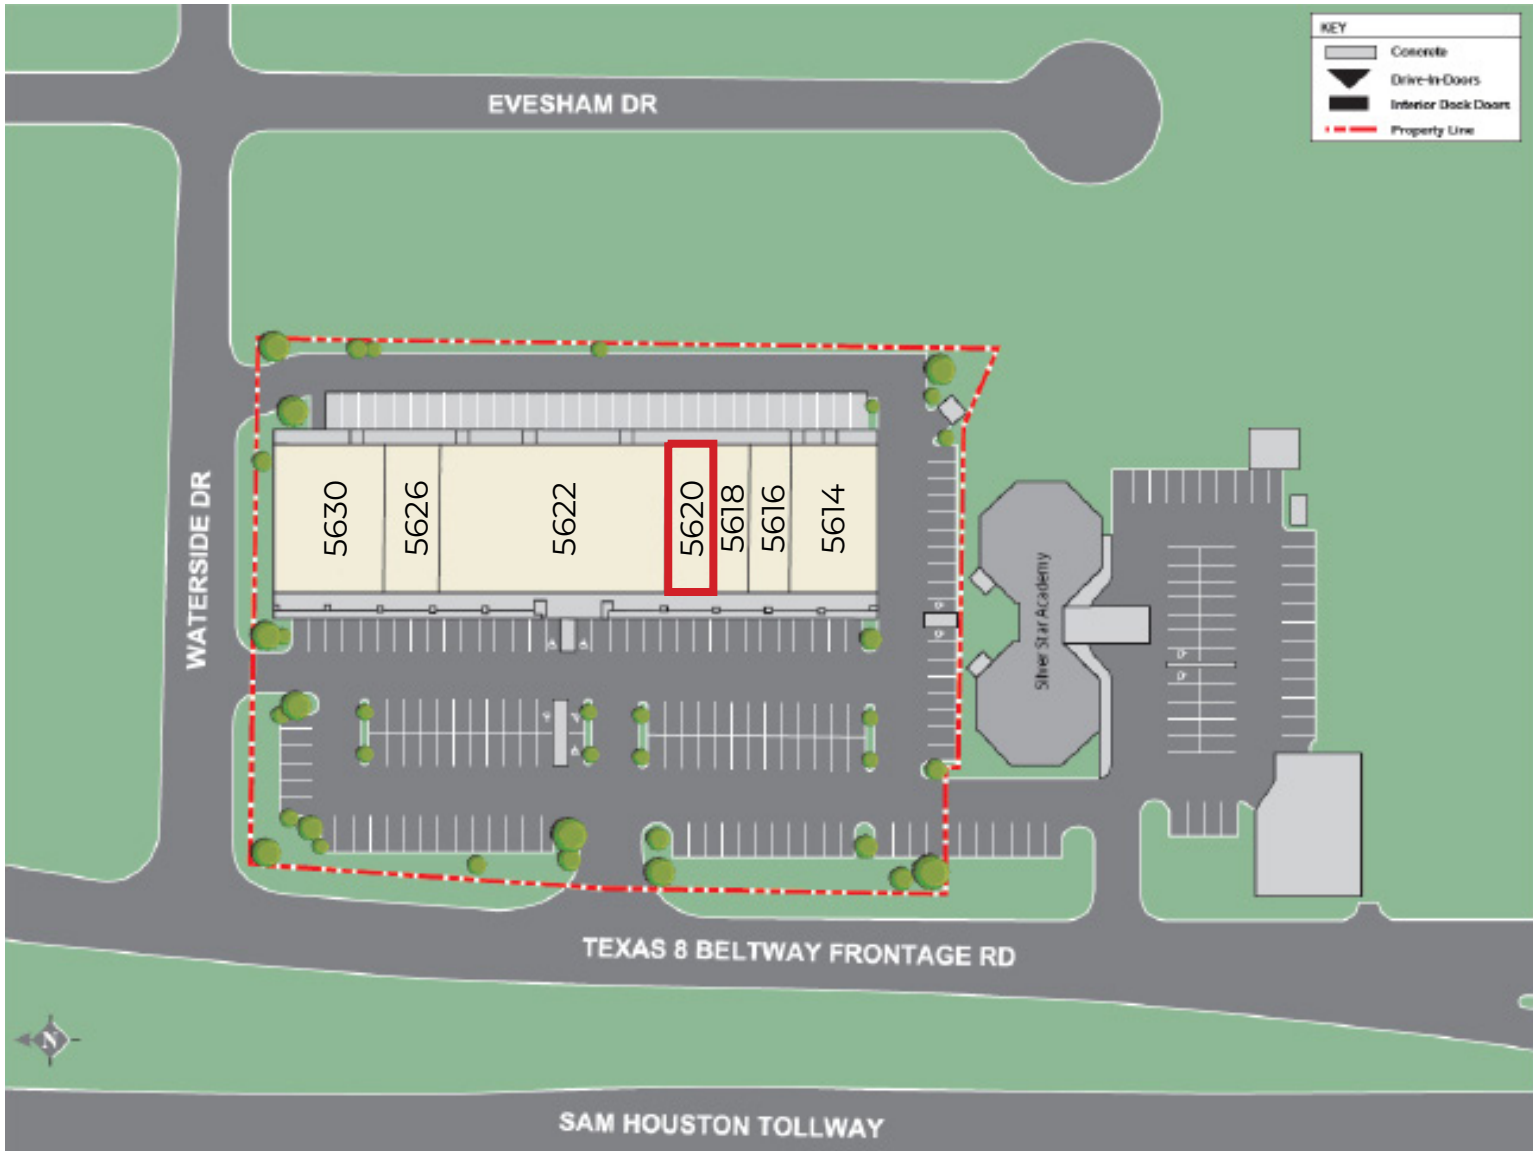 KEY
Concrete
Drive-In-Doors
Interior Dock Doors
Property Line
EVESHAM DR
WATERSIDE DR
5630
5626
5622
5620
5618
5616
5614
Silver Star Academy
TEXAS 8 BELTWAY FRONTAGE RD
N
SAM HOUSTON TOLLWAY